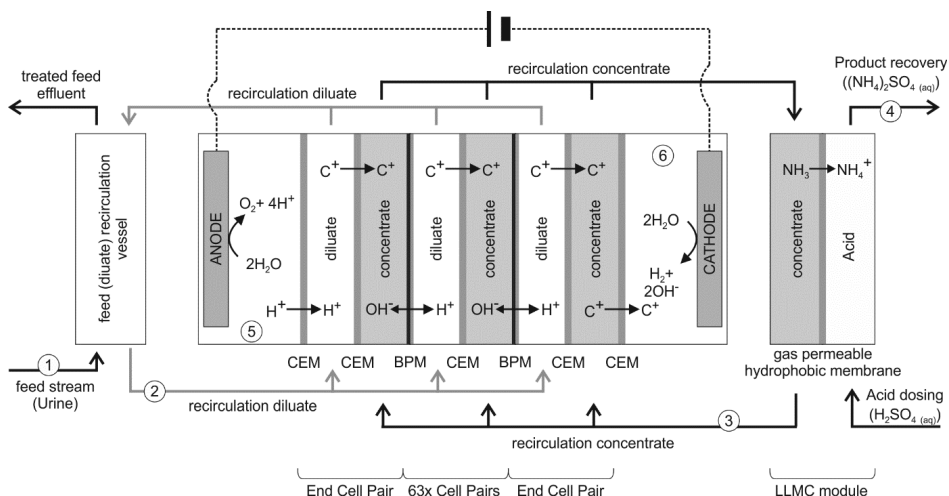 treated feed
effluent
recirculation diluate
recirculation concentrate
Product recovery
((NH₄)₂SO₄ (aq))
4
feed (diluate) recirculation
vessel
ANODE
O₂+ 4H⁺
2H₂O
H⁺
H⁺
5
diluate
C⁺
C⁺
concentrate
OH⁻
C⁺
C⁺
diluate
H⁺
concentrate
OH⁻
C⁺
C⁺
diluate
H⁺
concentrate
C⁺
C⁺
6
2H₂O
H₂+
2OH⁻
CATHODE
NH₃
NH₄⁺
concentrate
Acid
CEM CEM BPM CEM BPM CEM CEM
gas permeable
hydrophobic membrane
1
feed stream
(Urine)
2
recirculation diluate
3
recirculation concentrate
Acid dosing
(H₂SO₄ (aq))
End Cell Pair 63x Cell Pairs End Cell Pair
LLMC module